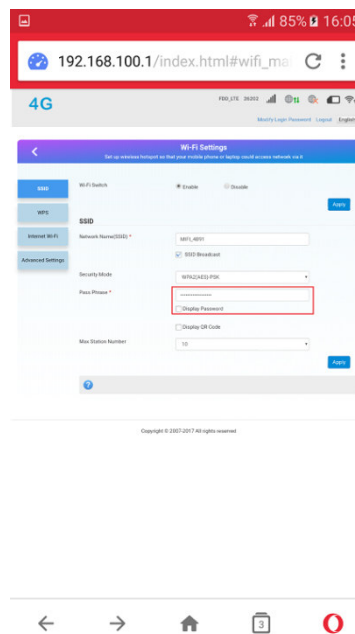 85% 16:05
192.168.100.1/index.html#wifi_ma
4G
FDD_LTE
Modify Login Password Logout English
Wi-Fi Settings
Set up wireless hotspot so that your mobile phone or laptop could access network via it
SSID
Wi-Fi Switch
Enable
Disable
Apply
WPS
SSID
Internet Wi-Fi
Network Name(SSID) *
SSID Broadcast
Advanced Settings
Security Mode
WPA2(AES)-PSK
Pass Phrase *
Display Password
Display QR Code
Max Station Number
10
Apply
?
Copyright © 2007-2017 All rights reserved
3